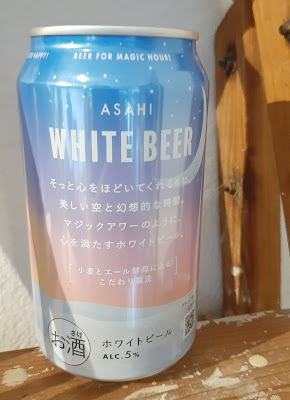 HAPPY!
BEER FOR MAGIC HOUR!
ASAHI
WHITE BEER
そっと心をほどいてくれる
美しい空と幻想的な時間。
マジックアワーのように、
心を満たすホワイトビール。
小麦とエール酵母による
こだわり製法
さけ
お酒
ホワイトビール
ALC.5%